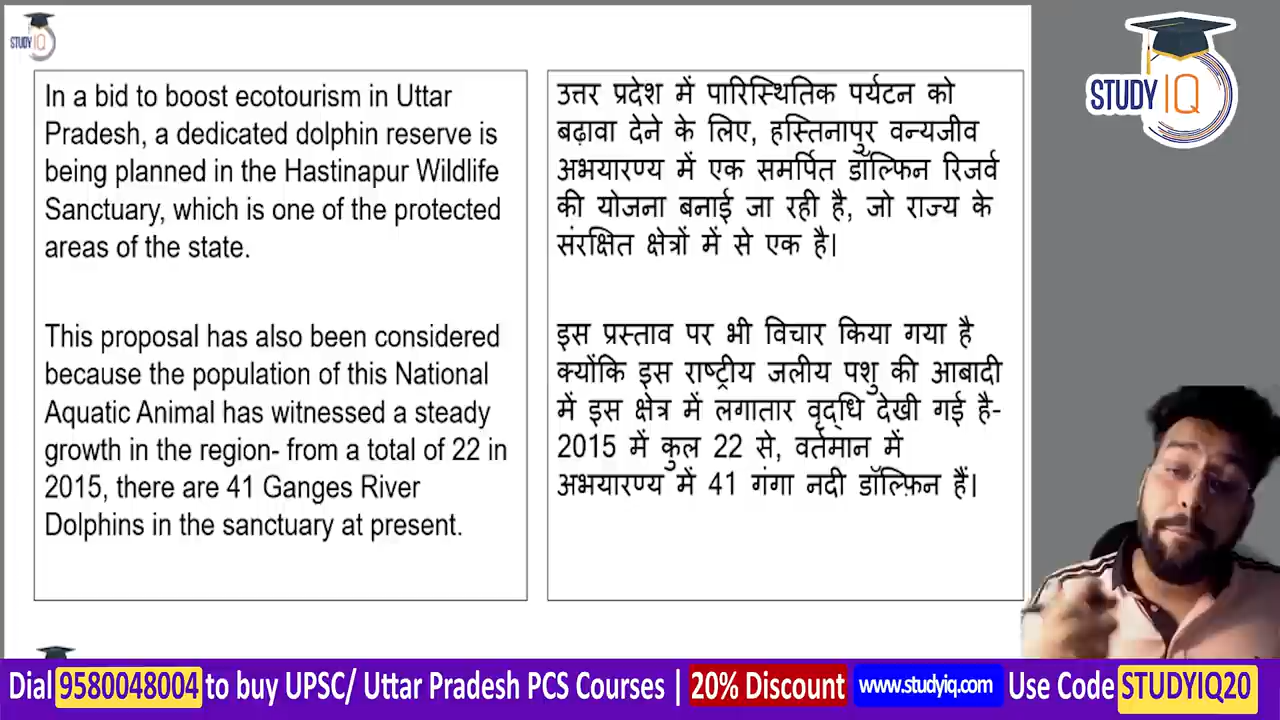 STUDY IQ
In a bid to boost ecotourism in Uttar
Pradesh, a dedicated dolphin reserve is
being planned in the Hastinapur Wildlife
Sanctuary, which is one of the protected
areas of the state.
This proposal has also been considered
because the population of this National
Aquatic Animal has witnessed a steady
growth in the region- from a total of 22 in
2015, there are 41 Ganges River
Dolphins in the sanctuary at present.
उत्तर प्रदेश में पारिस्थितिक पर्यटन को
बढ़ावा देने के लिए, हस्तिनापुर वन्यजीव
अभयारण्य में एक समर्पित डॉल्फिन रिजर्व
की योजना बनाई जा रही है, जो राज्य के
संरक्षित क्षेत्रों में से एक है।
इस प्रस्ताव पर भी विचार किया गया है
क्योंकि इस राष्ट्रीय जलीय पशु की आबादी
में इस क्षेत्र में लगातार वृद्धि देखी गई है-
2015 में कुल 22 से, वर्तमान में
अभयारण्य में 41 गंगा नदी डॉल्फ़िन हैं।
STUDY IQ
Dial 9580048004 to buy UPSC/ Uttar Pradesh PCS Courses | 20% Discount www.studyiq.com Use Code STUDYIQ20